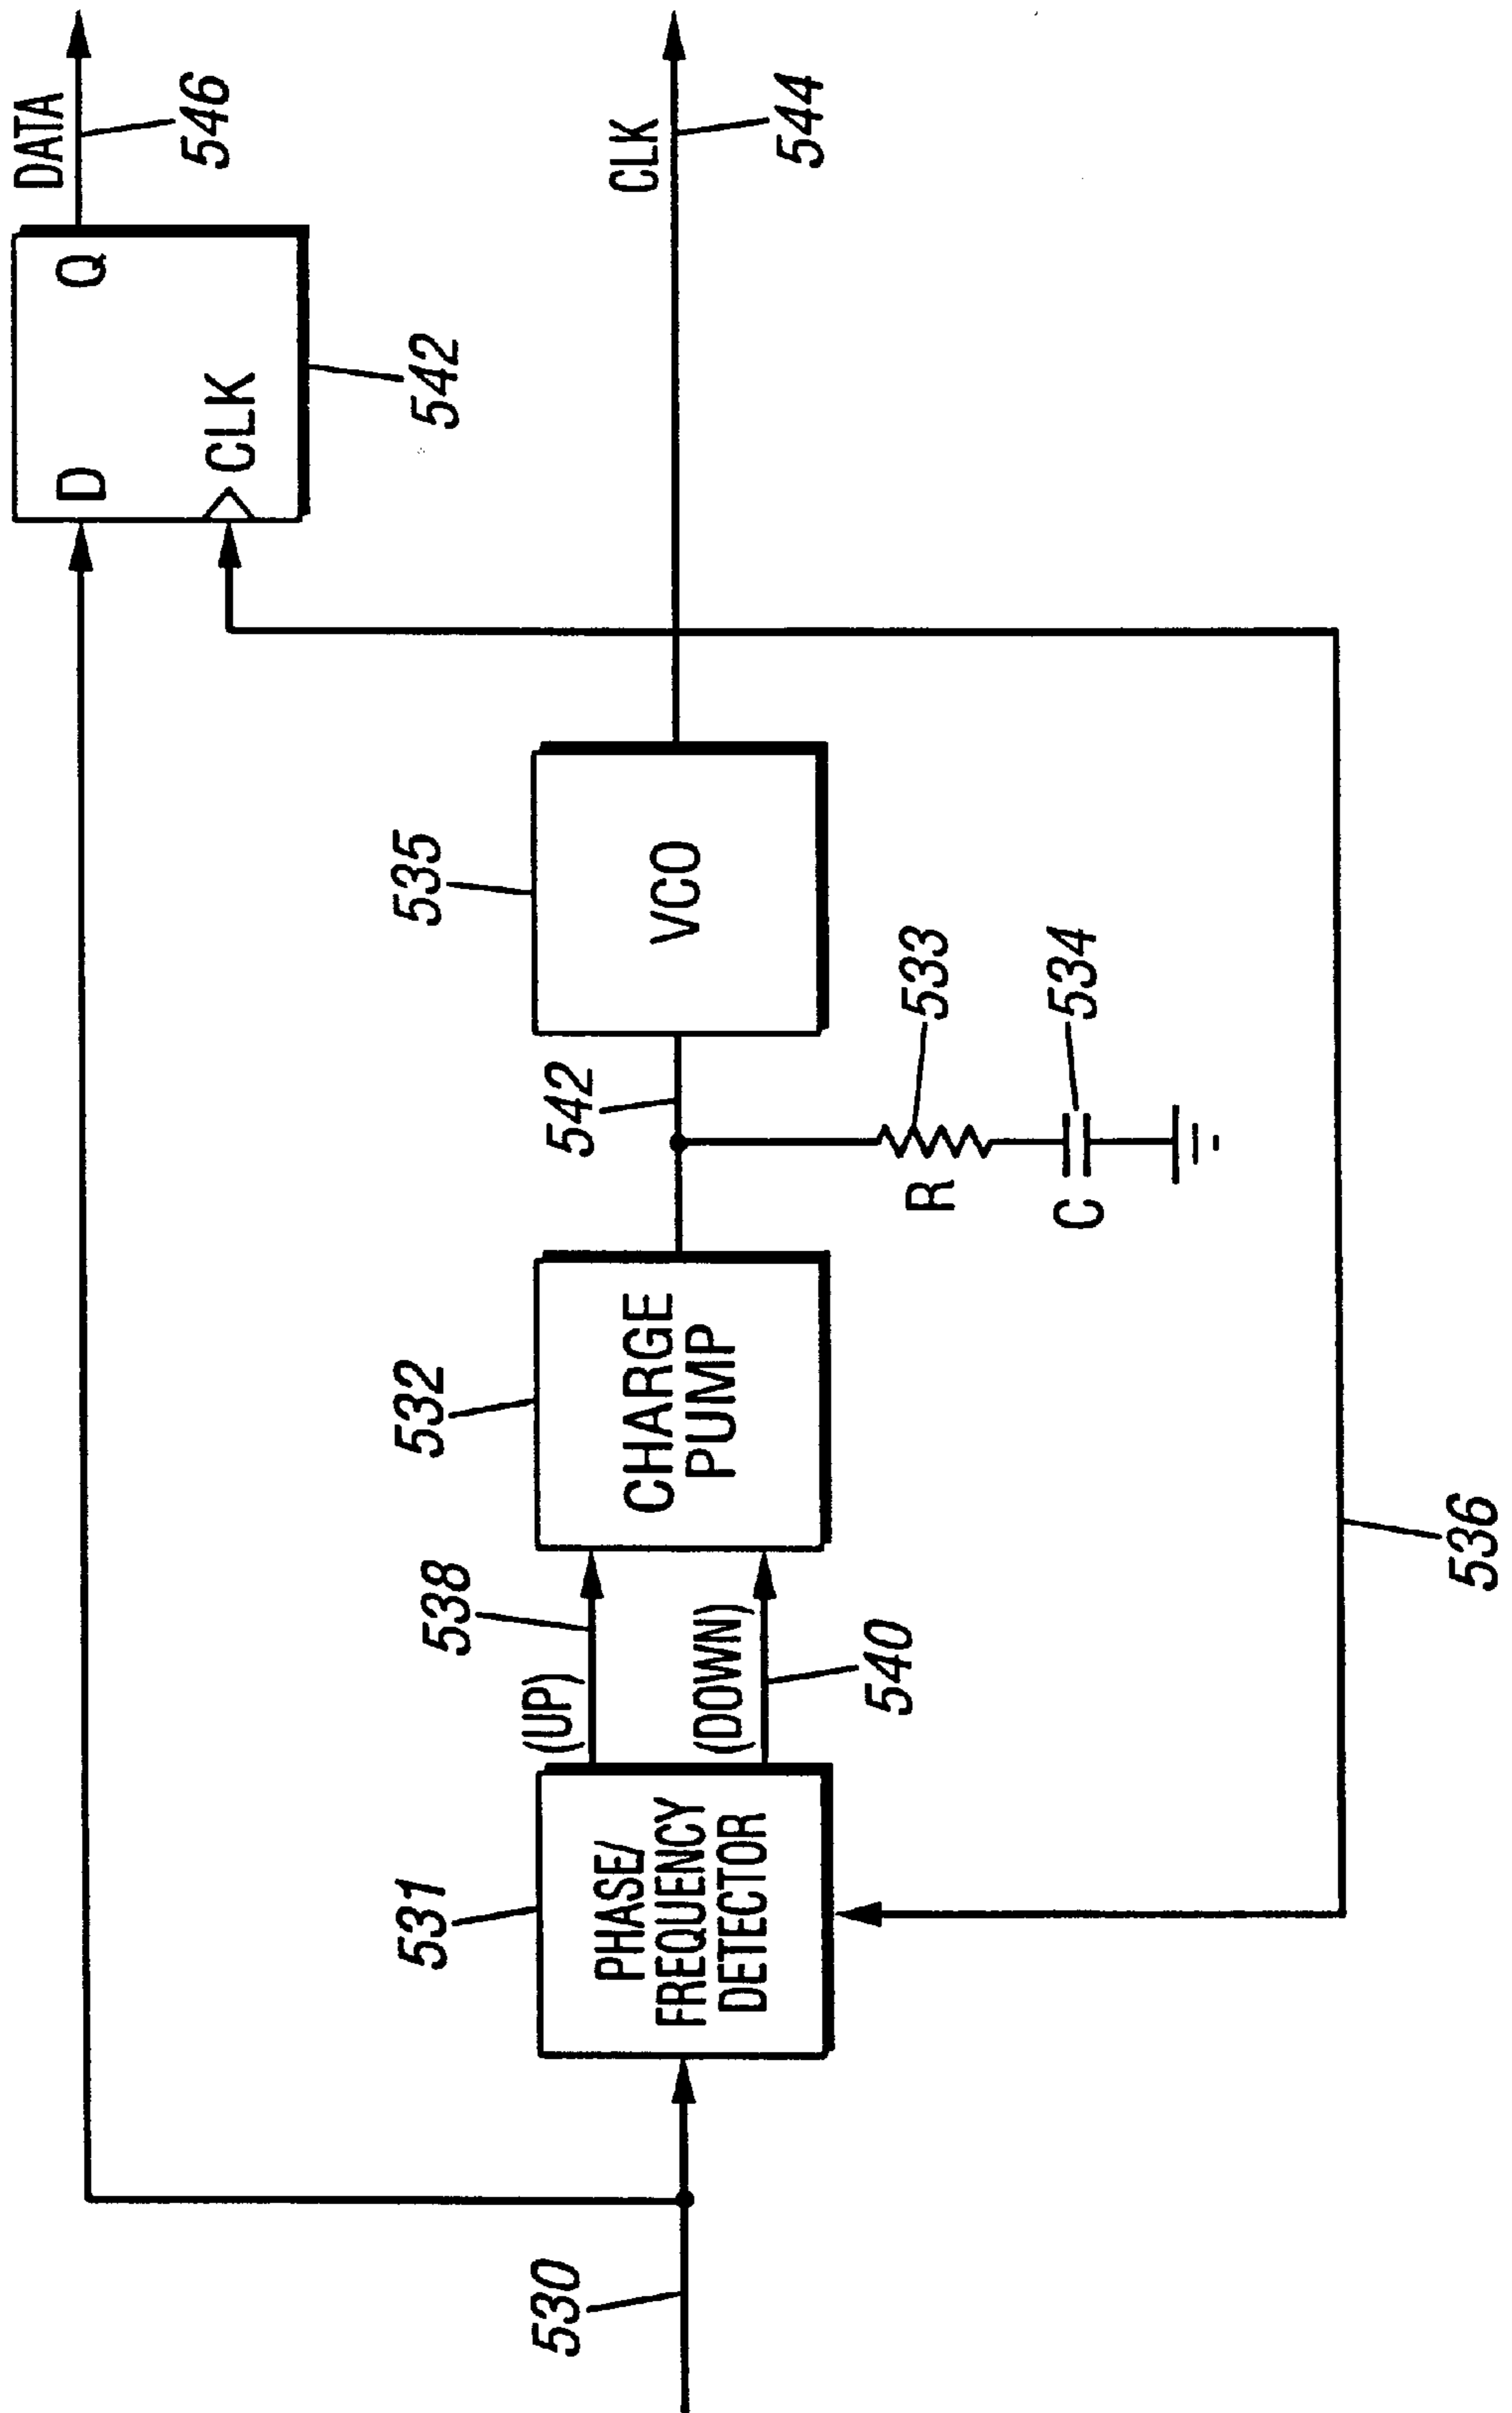 DATA
546
D
Q
CLK
542
CLK
544
535
VCO
542
533
R
534
C
532
CHARGE
PUMP
538
(UP)
(DOWN)
540
531
PHASE/
FREQUENCY
DETECTOR
530
536